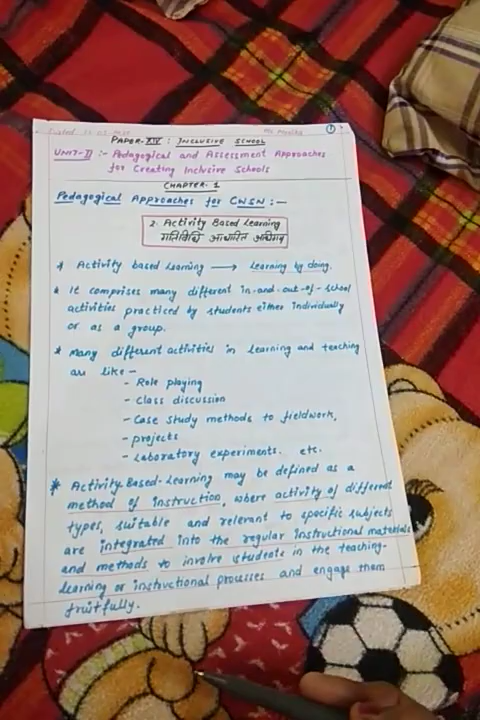 PAPER-XIV : INCLUSIVE SCHOOL
UNIT-II :- Pedagogical and Assessment Approaches
for Creating Inclsive Schools
CHAPTER-1
Pedagogical Approaches for CWSN :-
2. Activity Based Learning
गतिविधि आधारित अधिगम
* Activity based learning → Learning by doing.
* It comprises many different in-and-out-of-school
activities practiced by students either individually
or as a group.
* Many different activities in learning and teaching
are like -
- Role playing
- Class discussion
- Case study methods to fieldwork,
- projects
- Laboratory experiments. etc.
* Activity-Based-Learning may be defined as a
method of instruction, where activity of different
types, suitable and relevant to specific subjects
are integrated into the regular instructional materials
and methods to involve students in the teaching-
learning or instructional processes and engage them
fruitfully.